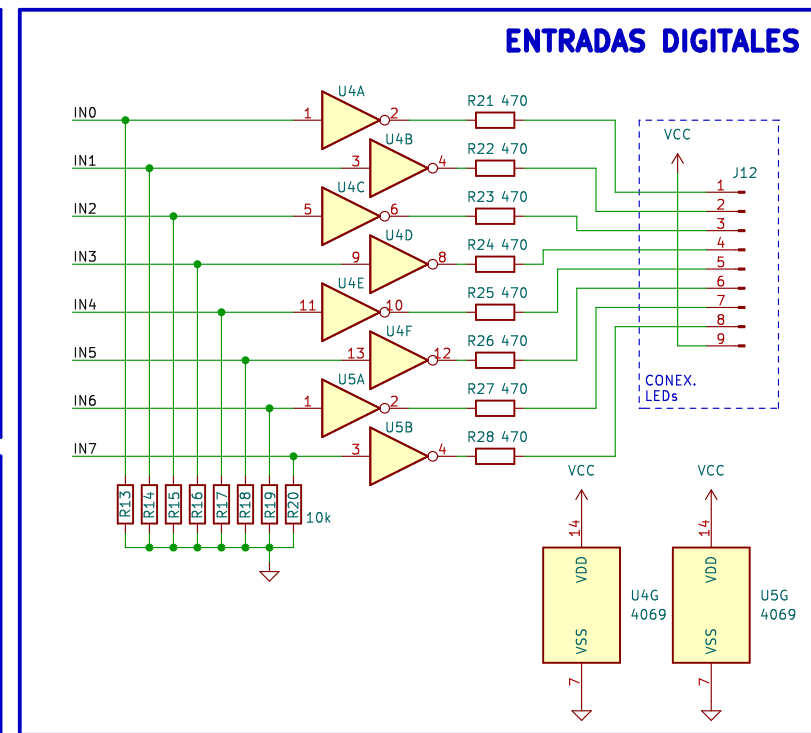 ENTRADAS DIGITALES
IN0 1 U4A 2 R21 470
IN1 3 U4B 4 R22 470
IN2 5 U4C 6 R23 470
IN3 9 U4D 8 R24 470
IN4 11 U4E 10 R25 470
IN5 13 U4F 12 R26 470
IN6 1 U5A 2 R27 470
IN7 3 U5B 4 R28 470
VCC
J12
1
2
3
4
5
6
7
8
9
CONEX.
LEDs
R13 R14 R15 R16 R17 R18 R19 R20
10k
VCC VCC
14 14
VDD VDD
U4G U5G
4069 4069
VSS VSS
7 7